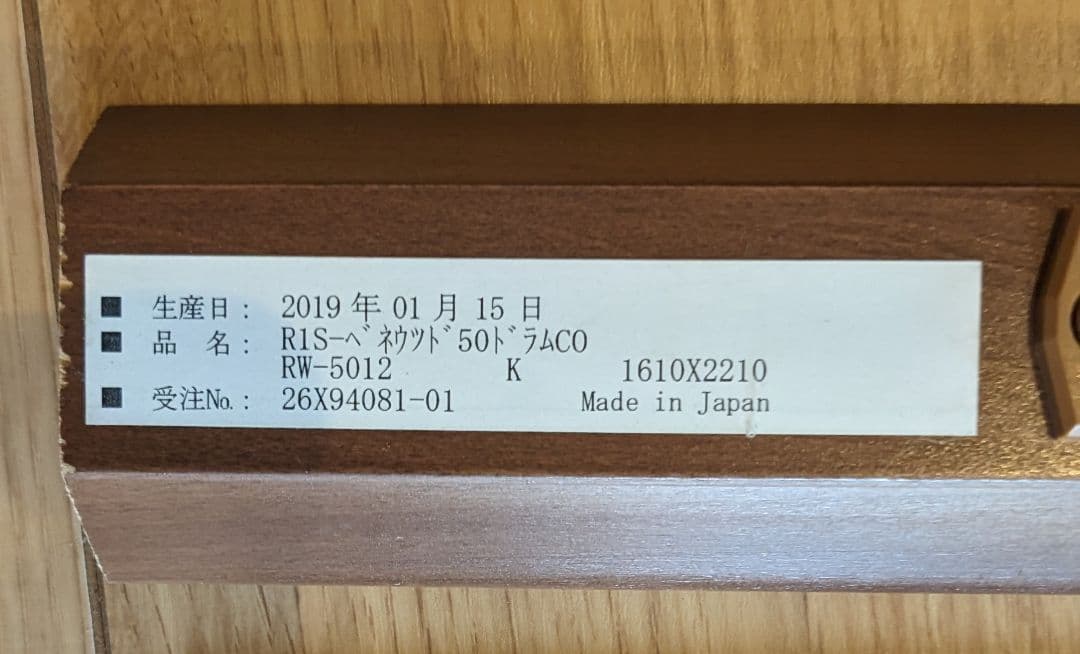 ■ 生産日： 2019 年 01 月 15 日
■ 品　名： R1S-ﾍﾞﾈｳﾂﾄﾞ50ﾄﾞﾗﾑCO
RW-5012 K 1610X2210
■ 受注№.： 26X94081-01 Made in Japan